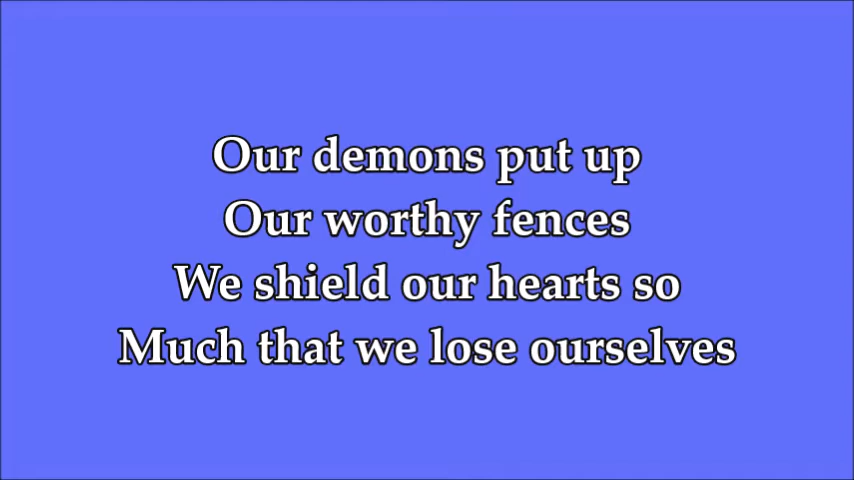 Our demons put up
Our worthy fences
We shield our hearts so
Much that we lose ourselves